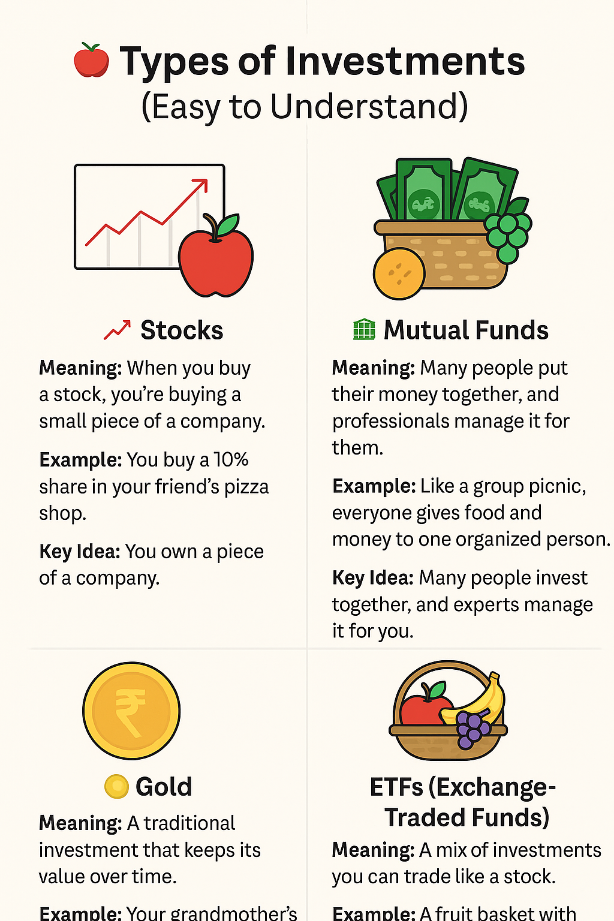 Types of Investments
(Easy to Understand)
Stocks
Meaning: When you buy
a stock, you're buying a
small piece of a company.
Example: You buy a 10%
share in your friend's pizza
shop.
Key Idea: You own a piece
of a company.
Mutual Funds
Meaning: Many people put
their money together, and
professionals manage it for
them.
Example: Like a group picnic,
everyone gives food and
money to one organized person.
Key Idea: Many people invest
together, and experts manage
it for you.
₹
Gold
Meaning: A traditional
investment that keeps its
value over time.
Example: Your grandmother's
ETFs (Exchange-
Traded Funds)
Meaning: A mix of investments
you can trade like a stock.
Example: A fruit basket with